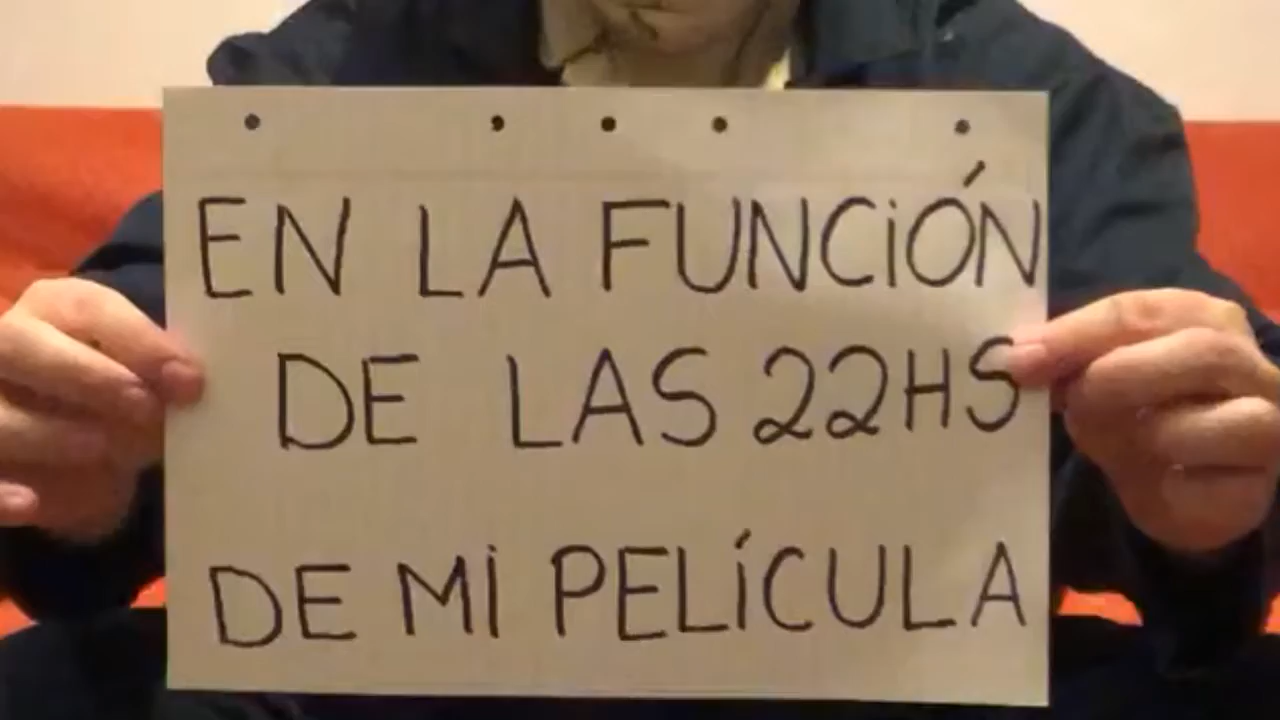 EN LA FUNCIÓN
DE LAS 22HS
DE MI PELÍCULA